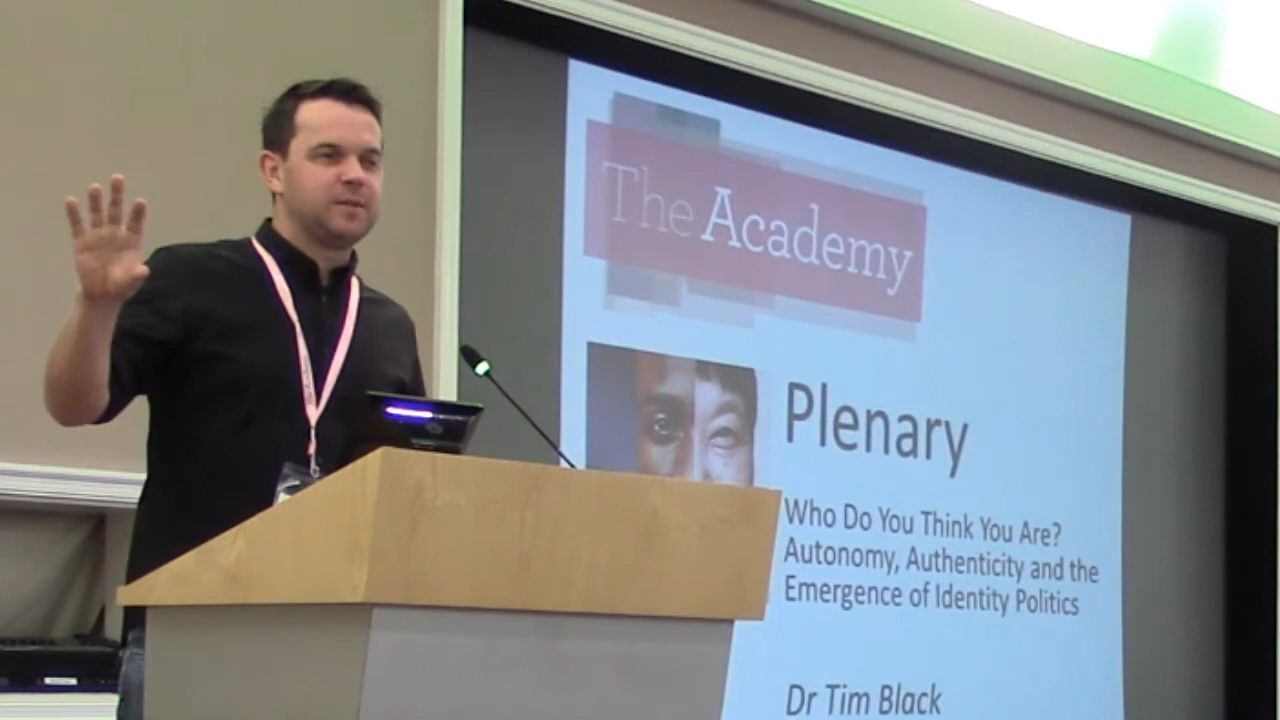 The Academy
Plenary
Who Do You Think You Are?
Autonomy, Authenticity and the
Emergence of Identity Politics
Dr Tim Black